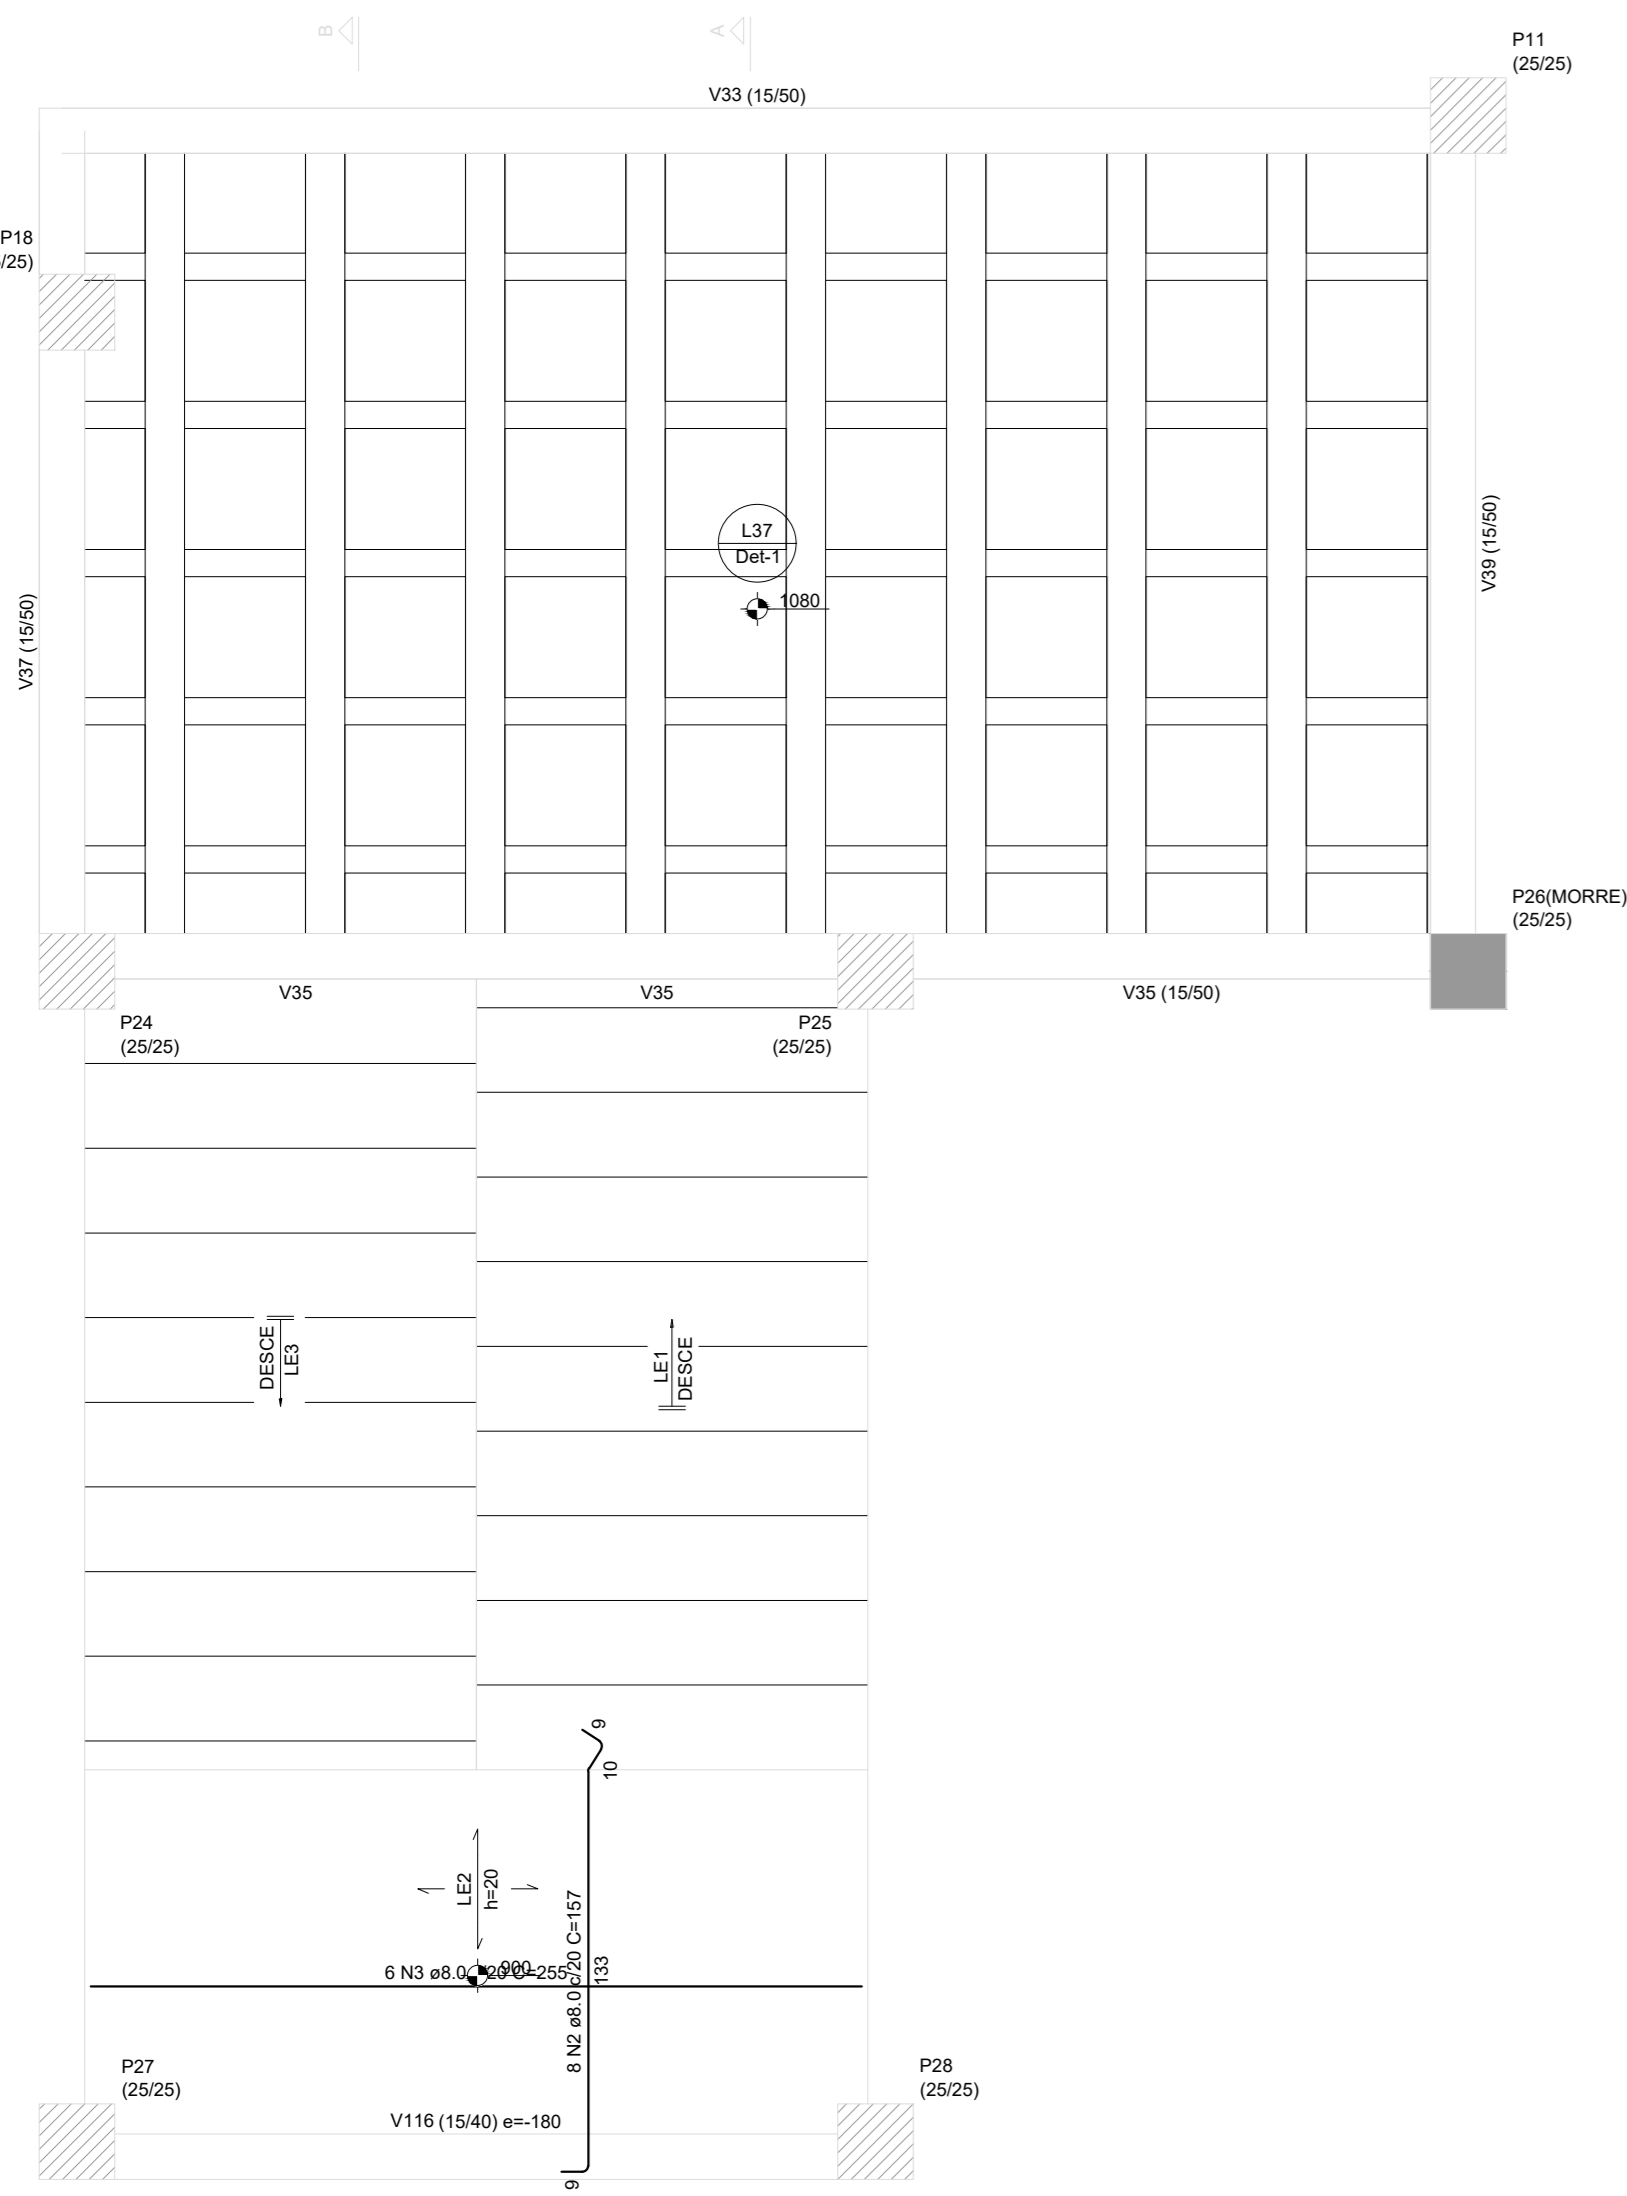 B
A
P11
(25/25)
V33 (15/50)
P18
/25)
L37
Det-1
1080
V39 (15/50)
V37 (15/50)
P26(MORRE)
(25/25)
V35
V35
V35 (15/50)
P24
(25/25)
P25
(25/25)
DESCE
LE3
LE1
DESCE
9
10
LE2
h=20
8 N2 ø8.0 c/20 C=157
133
900
6 N3 ø8.0 c/20 C=255
P27
(25/25)
P28
(25/25)
V116 (15/40) e=-180
9